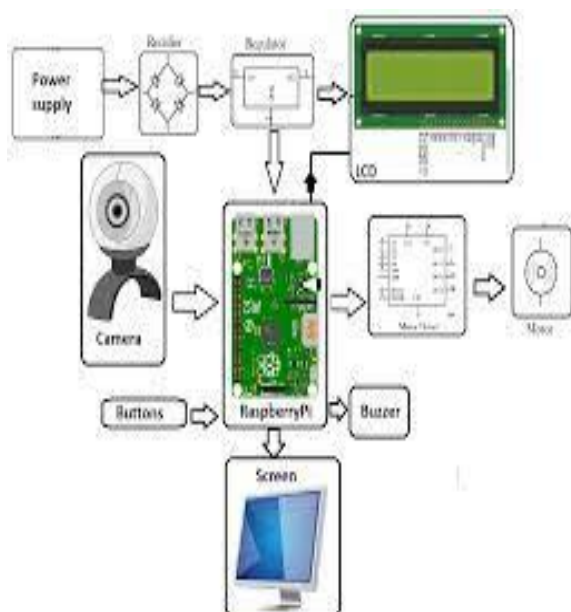 Rectifier
Regulator
Power
supply
LCD
Camera
Motor Driver
Motor
Buttons
RaspberryPi
Buzzer
Screen